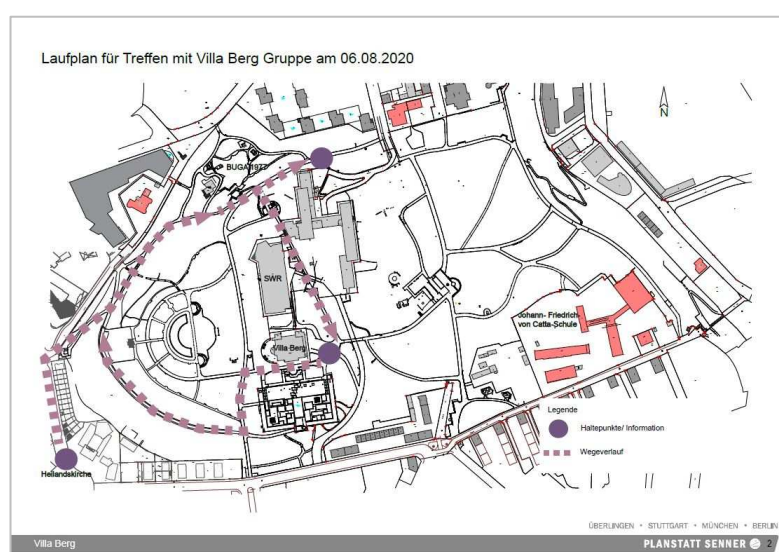 Laufplan für Treffen mit Villa Berg Gruppe am 06.08.2020
N
BUGA 1977
SWR
Villa Berg
Johann- Friedrich-
von Catta-Schule
Heilandskirche
Legende
Haltepunkte/ Information
Wegeverlauf
ÜBERLINGEN • STUTTGART • MÜNCHEN • BERLIN
Villa Berg
PLANSTATT SENNER
2